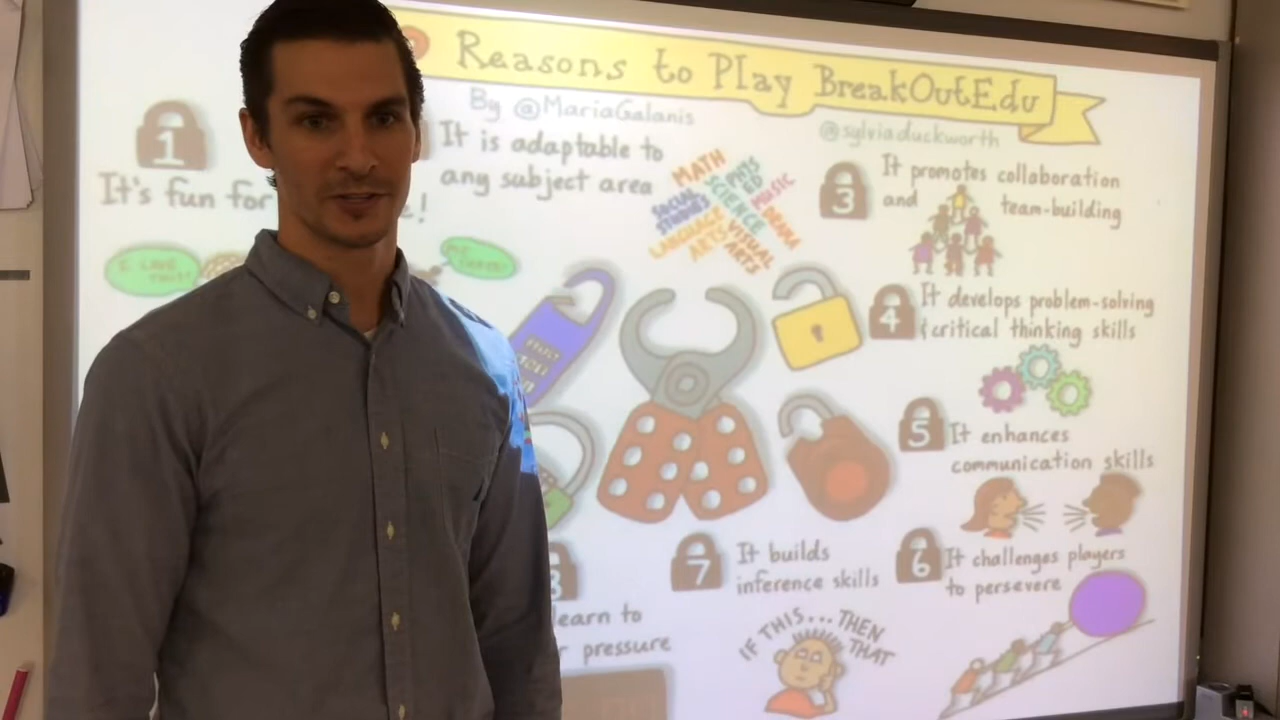 Reasons to Play BreakOutEdu
By @MariaGalanis
@sylviaduckworth
1
It's fun for
!
It is adaptable to
any subject area
MATH
PHYS
ED
SCIENCE
MUSIC
SOCIAL
STUDIES
DRAMA
LANGUAGE
ARTS
VISUAL
ARTS
3
It promotes collaboration
and team-building
4
It develops problem-solving
& critical thinking skills
5
It enhances
communication skills
6
It challenges players
to persevere
7
It builds
inference skills
IF THIS... THEN
THAT
8
learn to
pressure